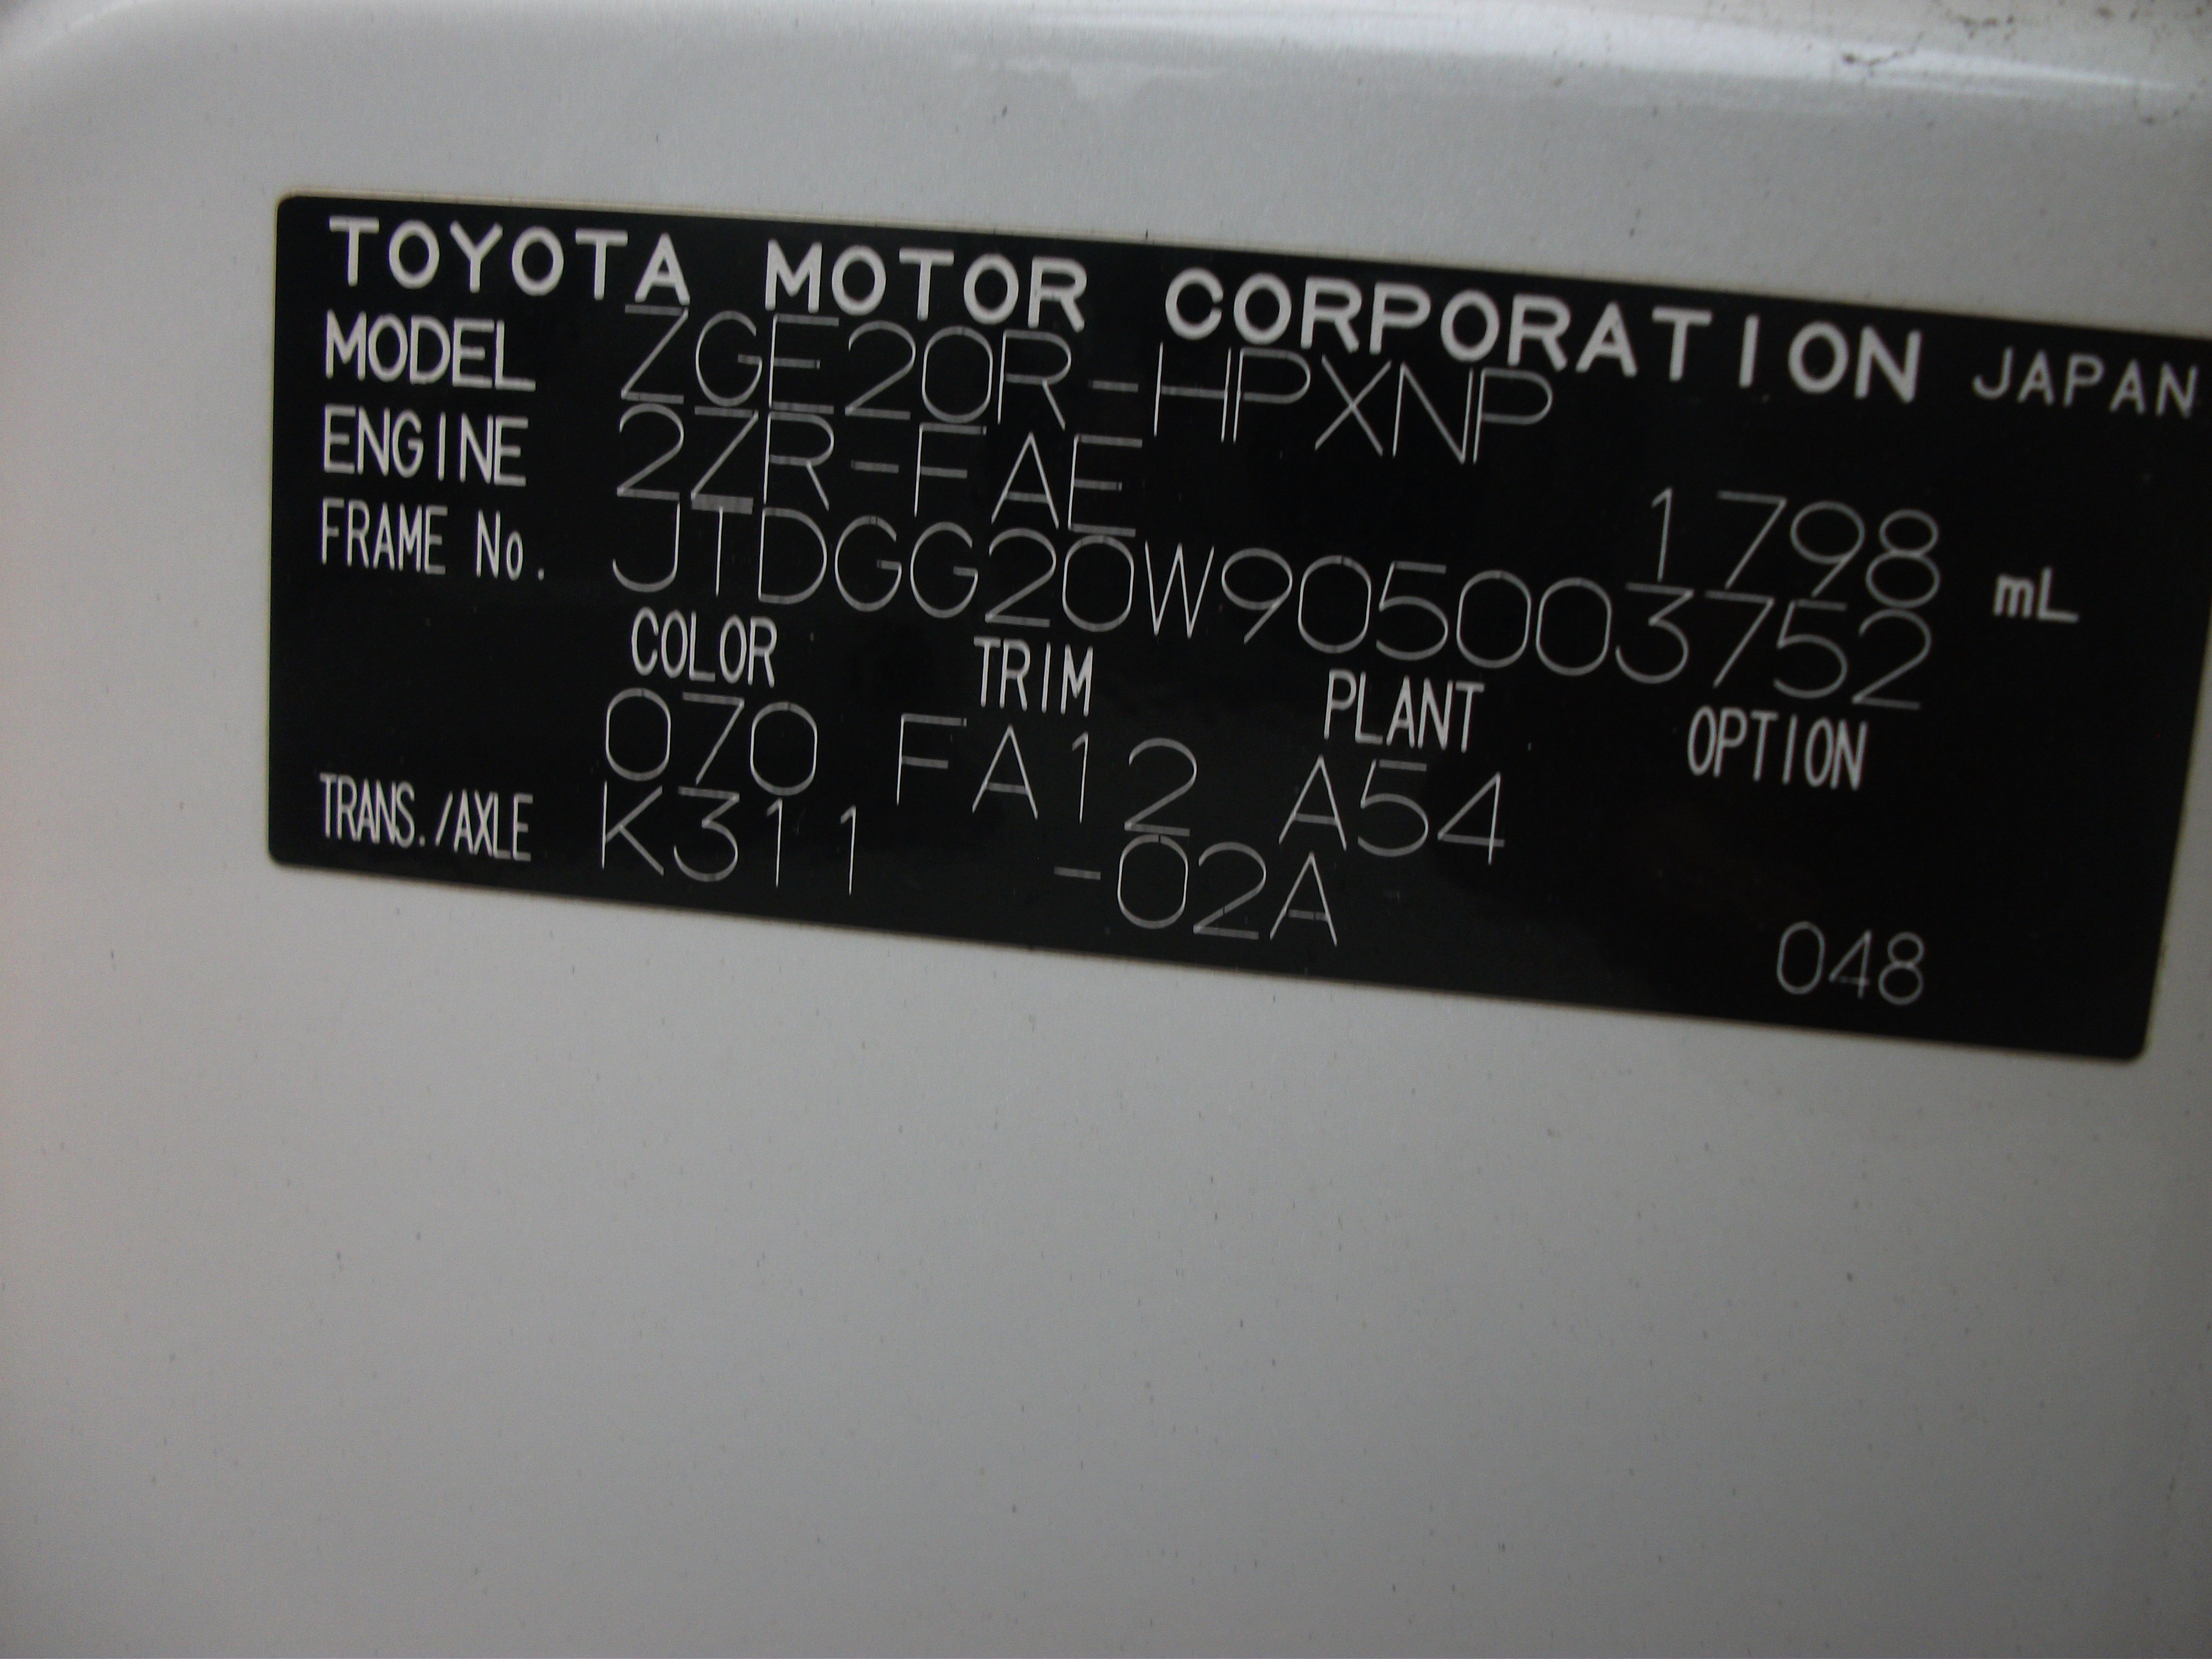 TOYOTA MOTOR CORPORATION JAPAN
MODEL ZGE20R-HPXNP
ENGINE 2ZR-FAE 1798 mL
FRAME No. JTDGG20W905003752
COLOR TRIM PLANT OPTION
070 FA12 A54
TRANS./AXLE K311 -02A
048